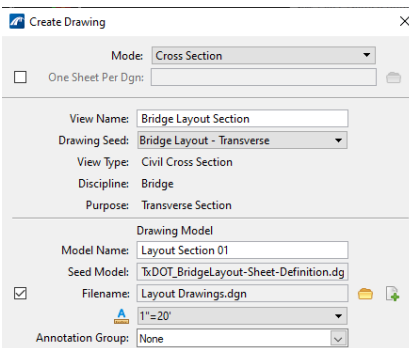 Create Drawing
Mode: Cross Section
One Sheet Per Dgn:
View Name: Bridge Layout Section
Drawing Seed: Bridge Layout - Transverse
View Type: Civil Cross Section
Discipline: Bridge
Purpose: Transverse Section
Drawing Model
Model Name: Layout Section 01
Seed Model: TxDOT_BridgeLayout-Sheet-Definition.dg
Filename: Layout Drawings.dgn
1"=20'
Annotation Group: None